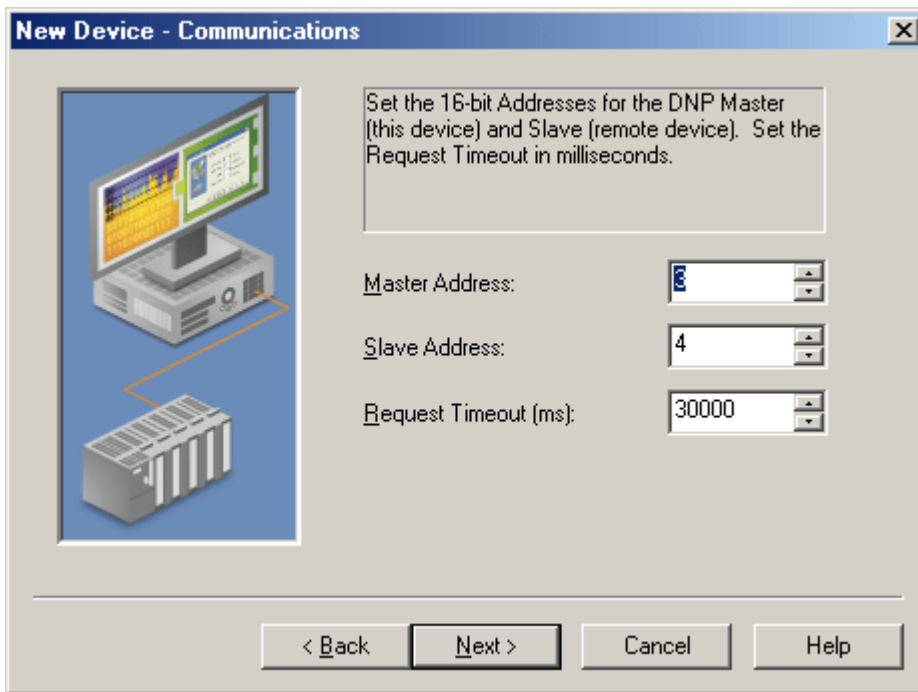 New Device - Communications
Set the 16-bit Addresses for the DNP Master
(this device) and Slave (remote device).  Set the
Request Timeout in milliseconds.
Master Address: 3
Slave Address: 4
Request Timeout (ms): 30000
< Back Next > Cancel Help